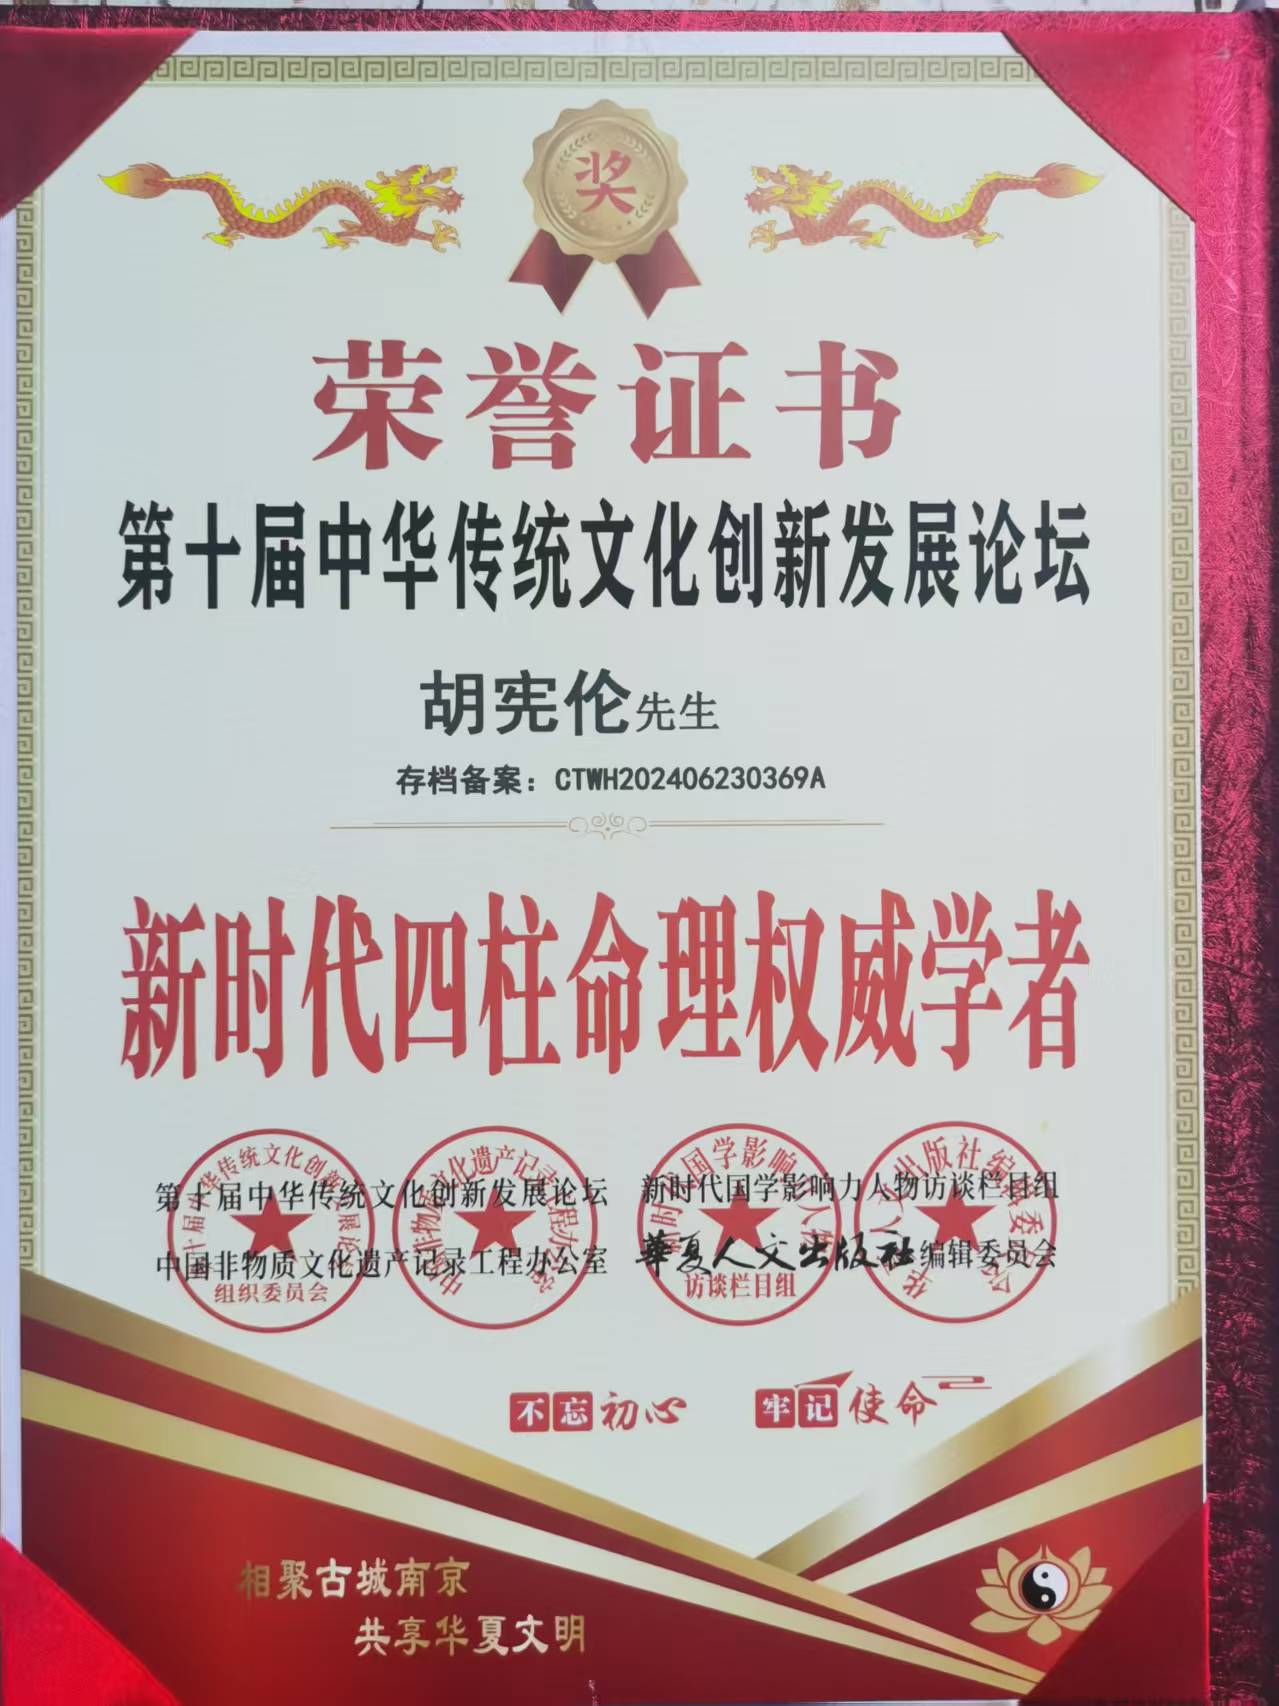 奖
荣誉证书
第十届中华传统文化创新发展论坛
胡宪伦先生
存档备案：CTWH202406230369A
新时代四柱命理权威学者
第十届中华传统文化创新发展论坛
新时代国学影响力人物访谈栏目组
中国非物质文化遗产记录工程办公室
華夏人文出版社编辑委员会
组织委员会
访谈栏目组
不忘初心
牢记使命
相聚古城南京
共享华夏文明